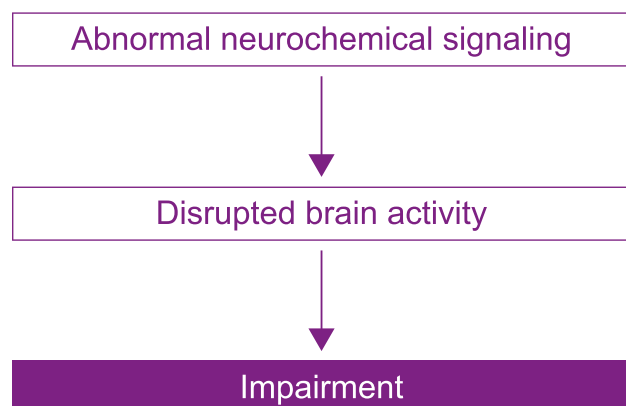 Abnormal neurochemical signaling
Disrupted brain activity
Impairment